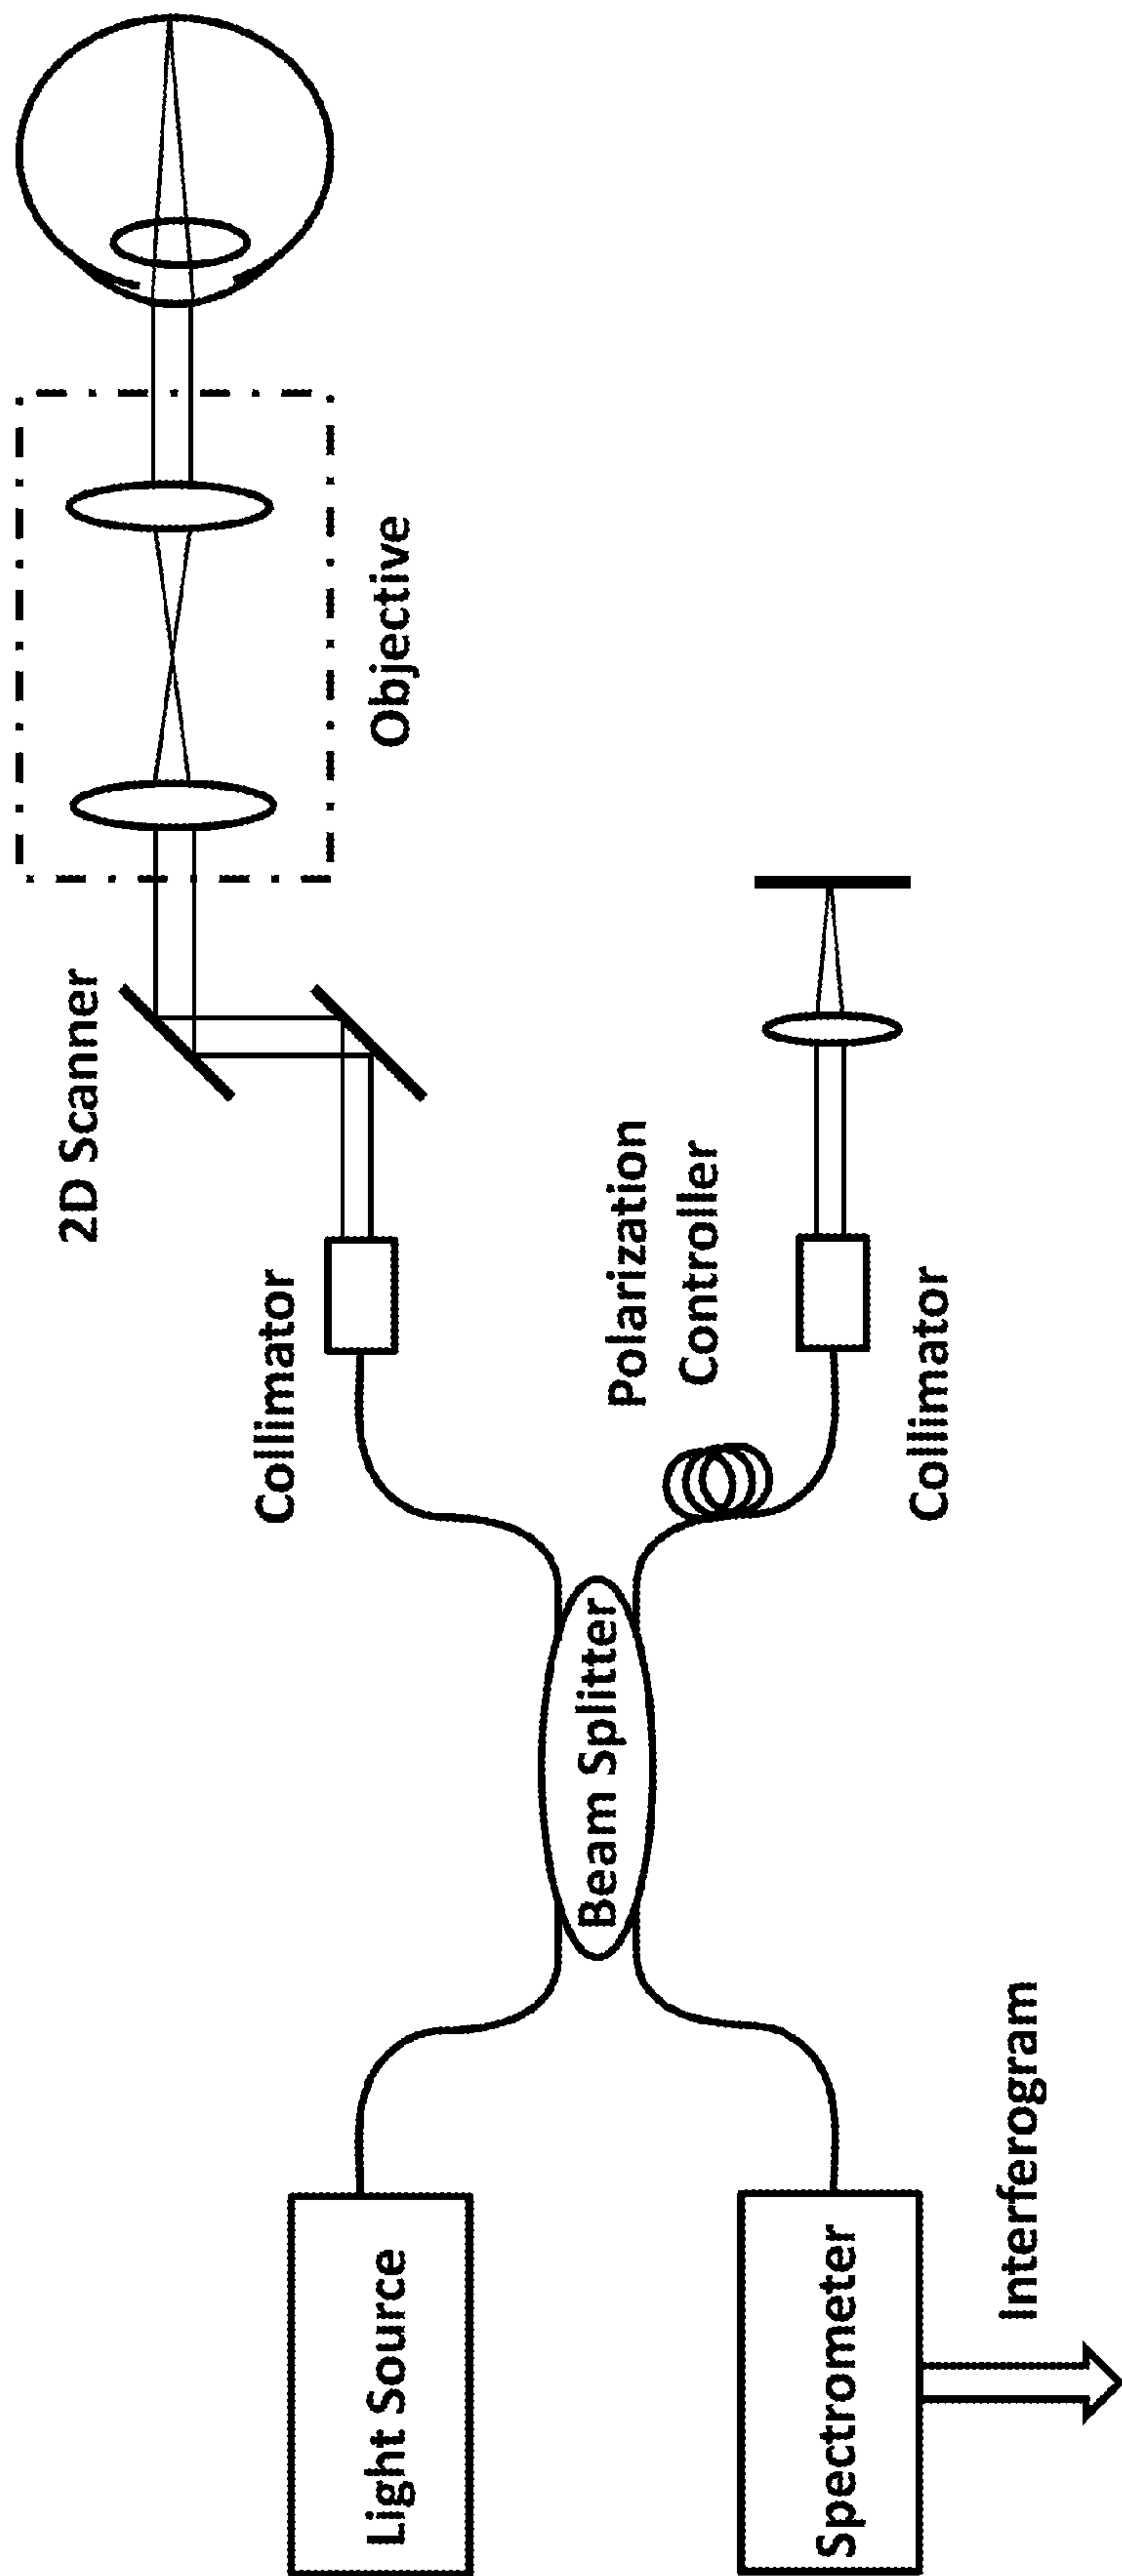 Light Source
Spectrometer
Interferogram
Beam Splitter
Collimator
Polarization
Controller
Collimator
2D Scanner
Objective